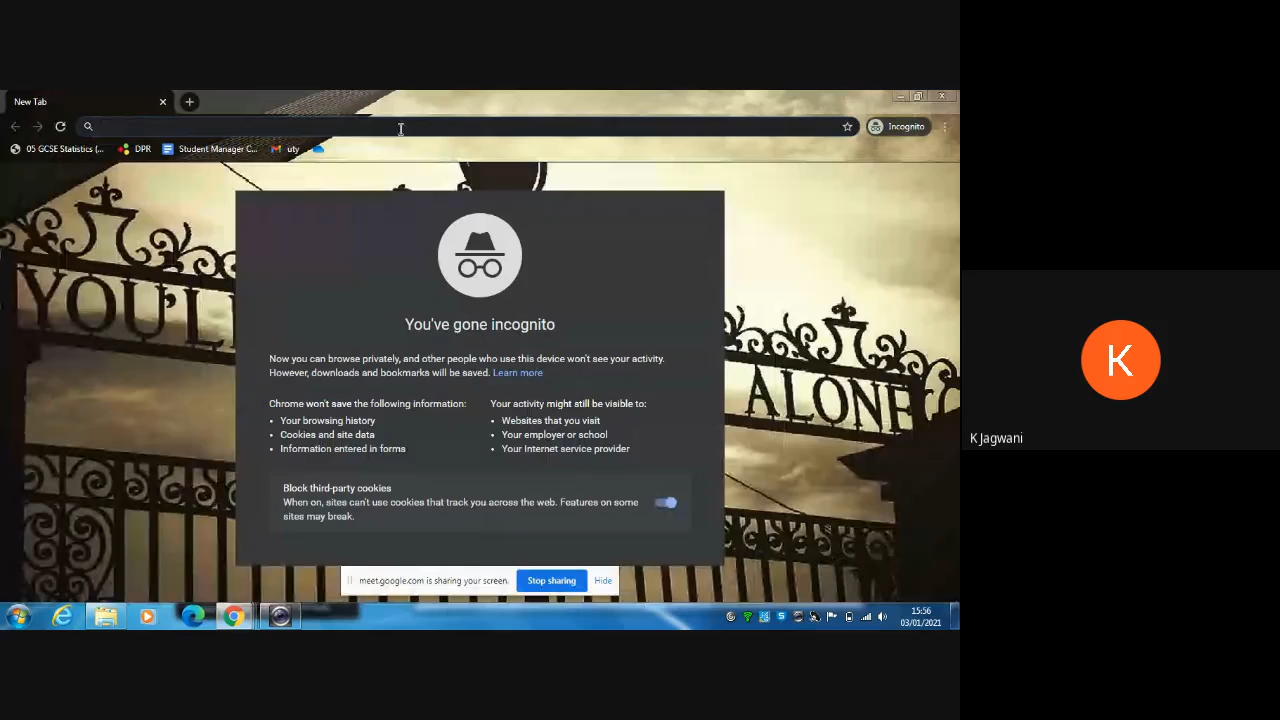 New Tab
Incognito
05 GCSE Statistics (...
DPR
Student Manager C...
uty
YOU'LL
ALONE
You've gone incognito
Now you can browse privately, and other people who use this device won't see your activity.
However, downloads and bookmarks will be saved. Learn more
Chrome won't save the following information:
Your browsing history
Cookies and site data
Information entered in forms
Your activity might still be visible to:
Websites that you visit
Your employer or school
Your Internet service provider
Block third-party cookies
When on, sites can't use cookies that track you across the web. Features on some
sites may break.
meet.google.com is sharing your screen.
Stop sharing
Hide
15:56
03/01/2021
K
K Jagwani